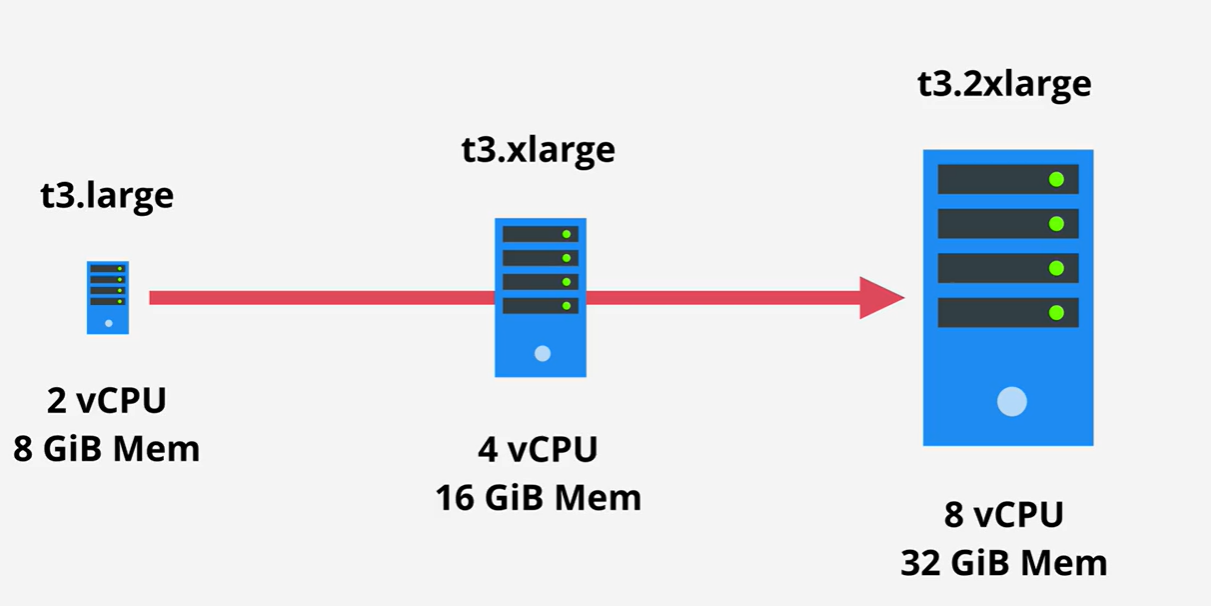 t3.large
2 vCPU
8 GiB Mem
t3.xlarge
4 vCPU
16 GiB Mem
t3.2xlarge
8 vCPU
32 GiB Mem